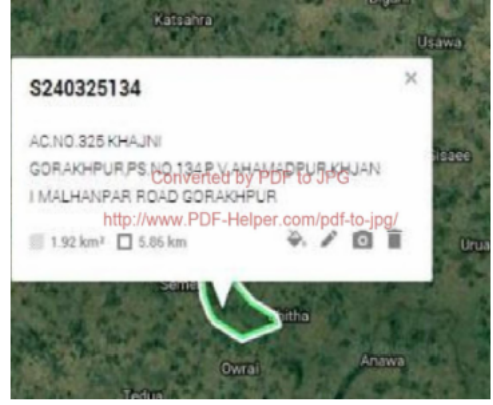 Katsahra
Usawa
S240325134
AC.NO.325 KHAJNI
GORAKHPUR,PS.NO.134,P.V.AHAMADPUR,KHJAN
Converted by PDF to JPG
I MALHANPAR ROAD GORAKHPUR
http://www.PDF-Helper.com/pdf-to-jpg/
1.92 km² 5.86 km
Urua
Owrai
Anawa
Tedua